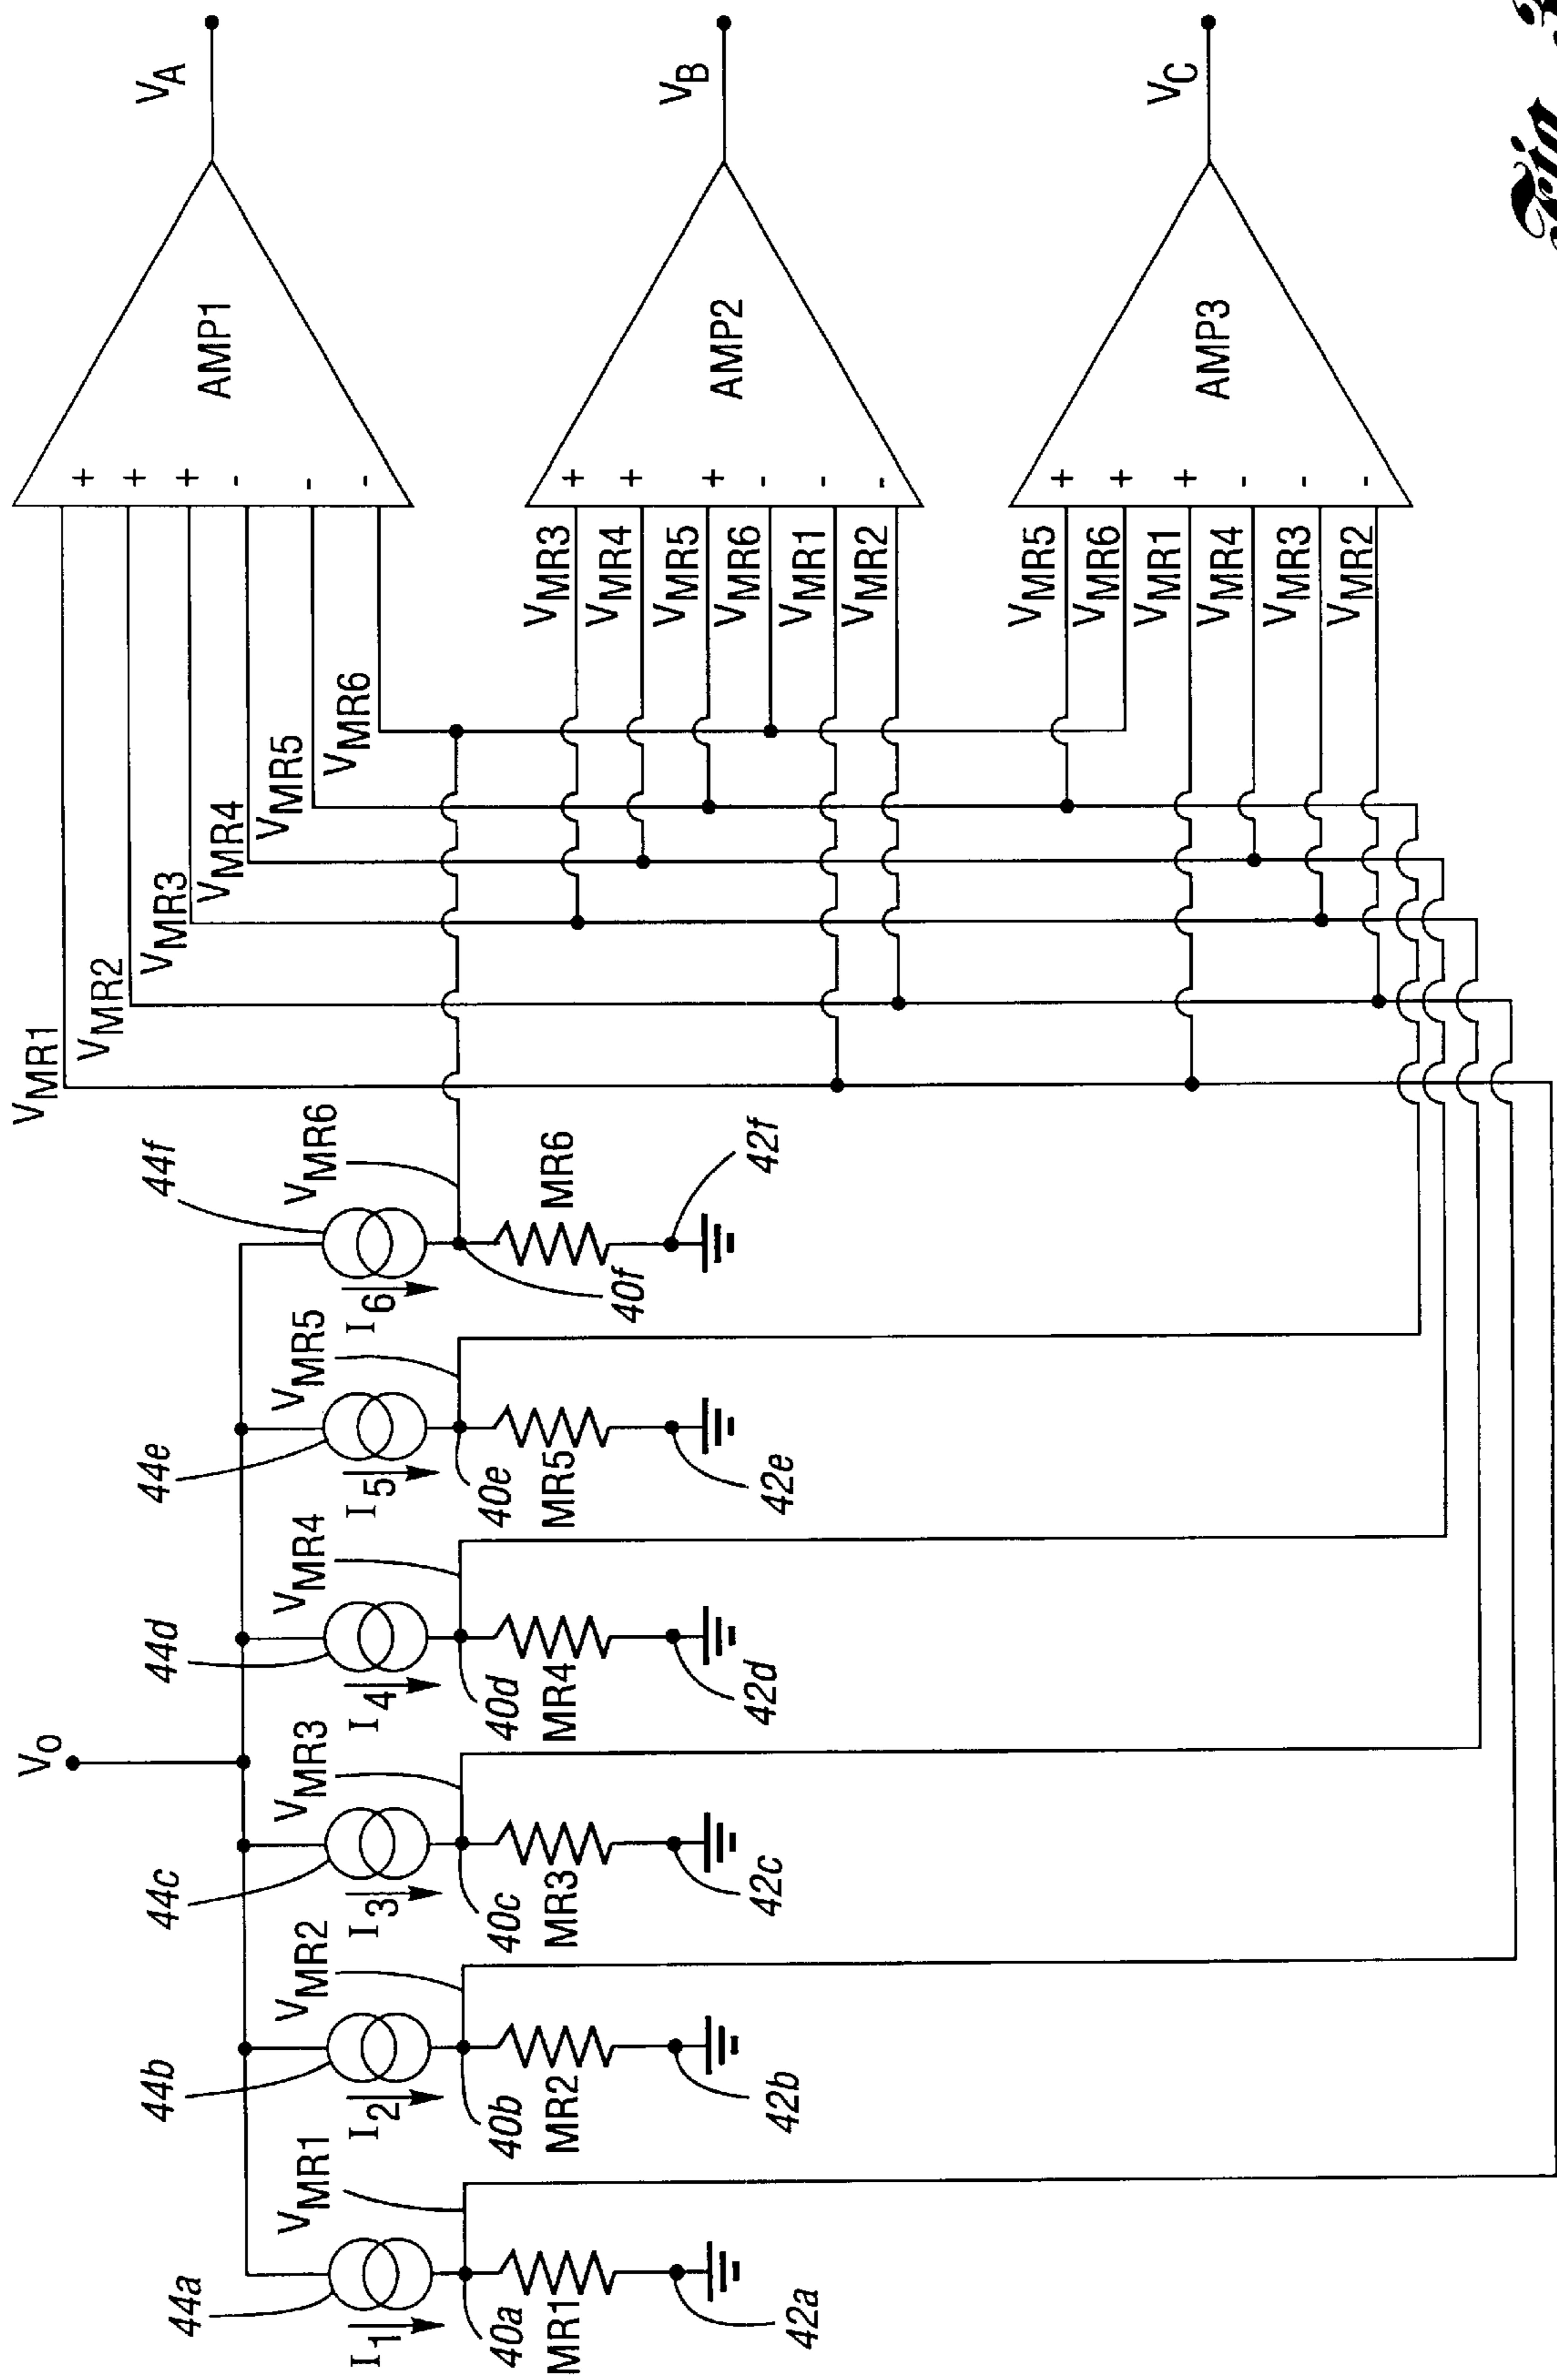 V0
44a
44b
44c
44d
44e
44f
VMR1
VMR2
VMR3
VMR4
VMR5
VMR6
I1
I2
I3
I4
I5
I6
40a
40b
40c
40d
40e
40f
MR1
MR2
MR3
MR4
MR5
MR6
42a
42b
42c
42d
42e
42f
VMR1
VMR2
VMR3
VMR4
VMR5
VMR6
+
+
+
-
-
-
AMP1
VA
VMR3
VMR4
VMR5
VMR6
VMR1
VMR2
+
+
+
-
-
-
AMP2
VB
VMR5
VMR6
VMR1
VMR4
VMR3
VMR2
+
+
+
-
-
-
AMP3
VC